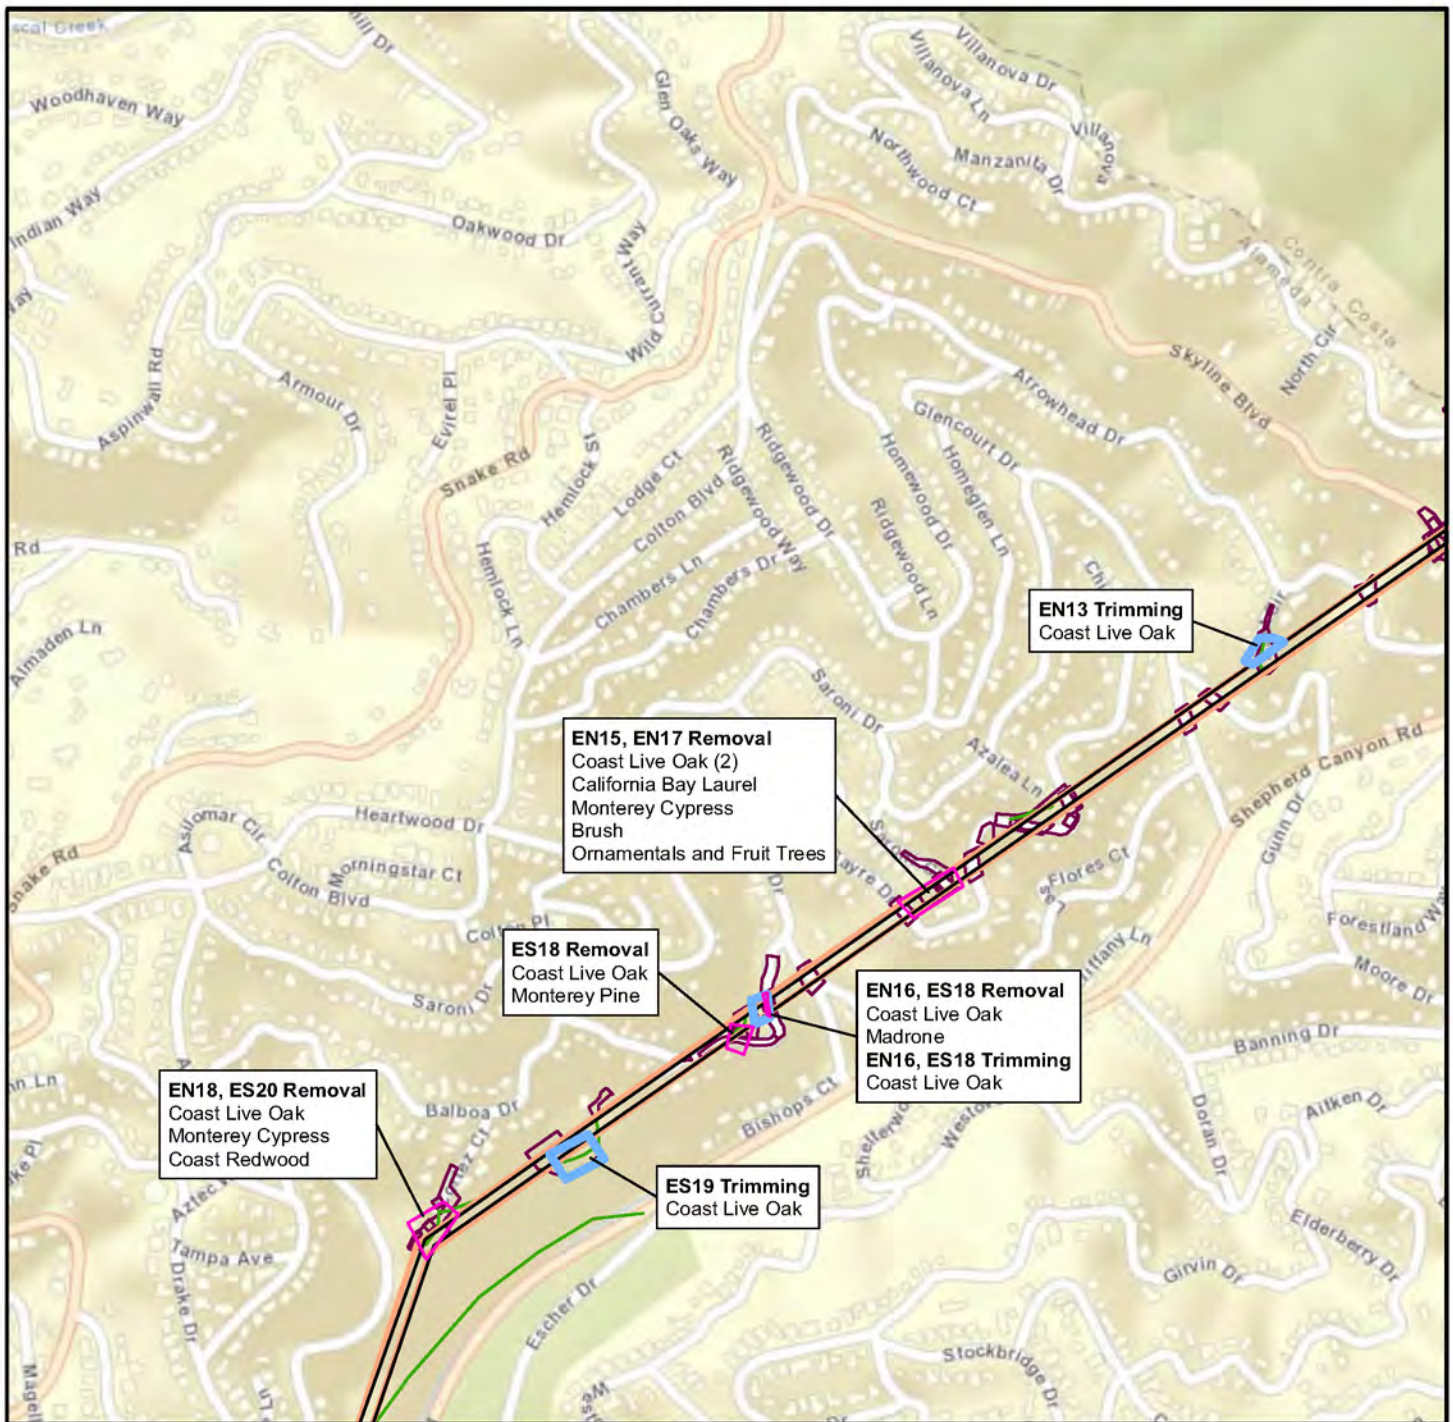 Villanova Dr
Villanova Ln
Villanova
Woodhaven Way
Glen Oaks Way
Northwood Ct
Manzanita Dr
Indian Way
Oakwood Dr
Wild Currant Way
Contra Costa
Alameda
North Cir
Skyline Blvd
Aspinwall Rd
Armour Dr
Evirel Pl
Snake Rd
Hemlock St
Lodge Ct
Colton Blvd
Ridgewood Way
Ridgewood Dr
Arrowhead Dr
Glencourt Dr
Homewood Dr
Homeglen Ln
Ridgewood Ln
Rd
Hemlock Ln
Chambers Ln
Chambers Dr
Almaden Ln
EN13 Trimming
Coast Live Oak
Saroni Dr
Azalea Ln
Shepherd Canyon Rd
Gunn Dr
EN15, EN17 Removal
Coast Live Oak (2)
California Bay Laurel
Monterey Cypress
Brush
Ornamentals and Fruit Trees
Asilomar Cir
Heartwood Dr
Morningstar Ct
Colton Blvd
Snake Rd
Colton Pl
Dr
Las Flores Ct
Forestland Way
Moore Dr
ES18 Removal
Coast Live Oak
Monterey Pine
Saroni Dr
EN16, ES18 Removal
Coast Live Oak
Madrone
EN16, ES18 Trimming
Coast Live Oak
Banning Dr
Aitken Dr
Doran Dr
EN18, ES20 Removal
Coast Live Oak
Monterey Cypress
Coast Redwood
Balboa Dr
Bishops Ct
ES19 Trimming
Coast Live Oak
Tampa Ave
Drake Dr
Elderberry Dr
Girvin Dr
Escher Dr
Stockbridge Dr